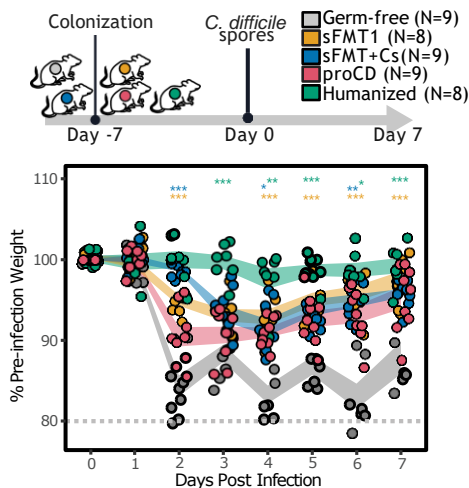 Colonization
C. difficile
spores
Germ-free (N=9)
sFMT1 (N=8)
sFMT+Cs(N=9)
proCD (N=9)
Humanized (N=8)
Day -7
Day 0
Day 7
110
100
90
80
% Pre-infection Weight
*** *** *** *** ***
*** * ** *** ** * ***
*** *** *** *** ***
0 1 2 3 4 5 6 7
Days Post Infection